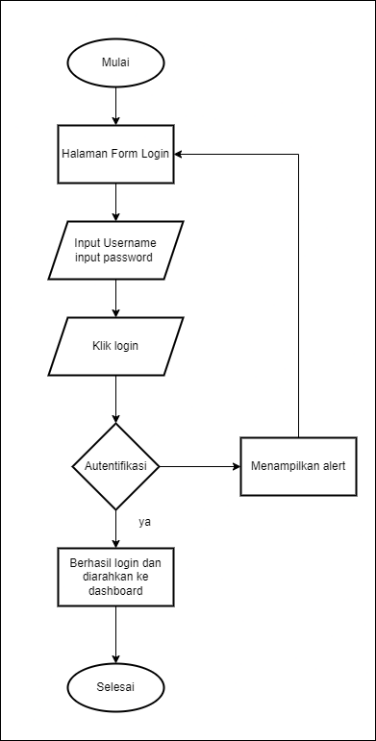 Mulai
Halaman Form Login
Input Username
input password
Klik login
Autentifikasi
Menampilkan alert
ya
Berhasil login dan
diarahkan ke
dashboard
Selesai